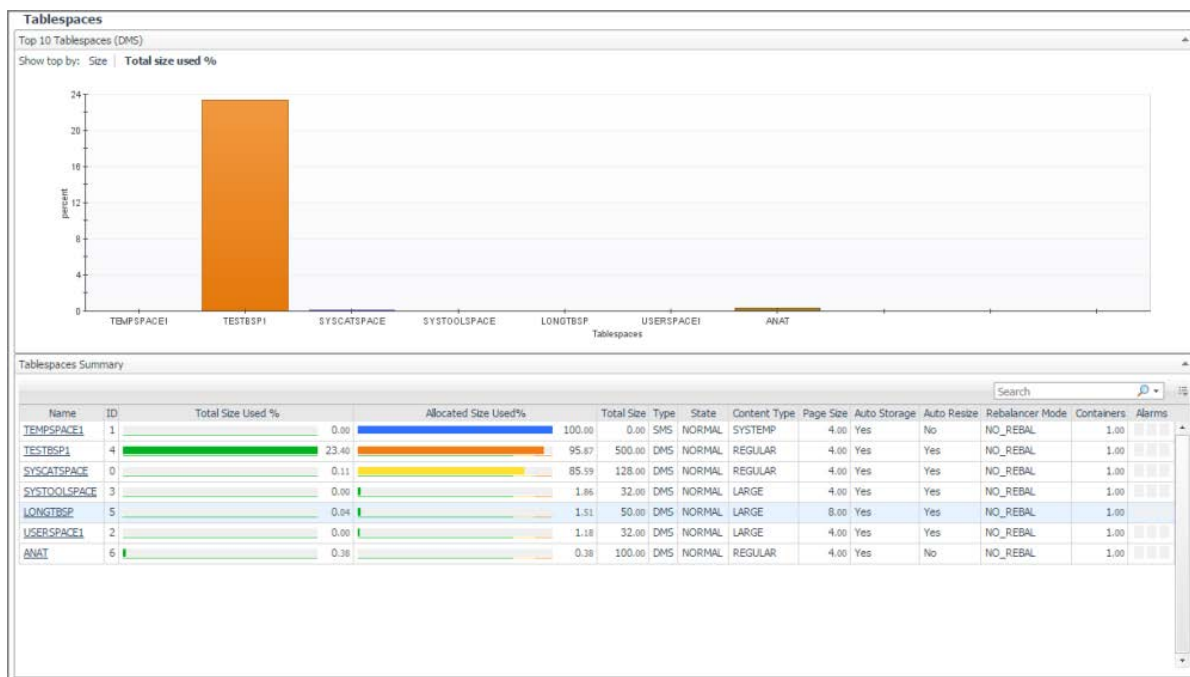 Tablespaces
Top 10 Tablespaces (DMS)
Show top by: Size | Total size used %
24
20
16
12
8
4
0
percent
TEMPSPACE1 TESTBSP1 SYSCATSPACE SYSTOOLSPACE LONGTBSP USERSPACE1 ANAT
Tablespaces
Tablespaces Summary
Search
Name ID Total Size Used % Allocated Size Used% Total Size Type State Content Type Page Size Auto Storage Auto Resize Rebalancer Mode Containers Alarms
TEMPSPACE1 1 0.00 100.00 0.00 SMS NORMAL SYSTEMP 4.00 Yes No NO_REBAL 1.00
TESTBSP1 4 23.40 95.87 500.00 DMS NORMAL REGULAR 4.00 Yes Yes NO_REBAL 1.00
SYSCATSPACE 0 0.11 85.59 128.00 DMS NORMAL REGULAR 4.00 Yes Yes NO_REBAL 1.00
SYSTOOLSPACE 3 0.00 1.86 32.00 DMS NORMAL LARGE 4.00 Yes Yes NO_REBAL 1.00
LONGTBSP 5 0.04 1.51 50.00 DMS NORMAL LARGE 8.00 Yes Yes NO_REBAL 1.00
USERSPACE1 2 0.00 1.18 32.00 DMS NORMAL LARGE 4.00 Yes Yes NO_REBAL 1.00
ANAT 6 0.38 0.38 100.00 DMS NORMAL REGULAR 4.00 Yes No NO_REBAL 1.00